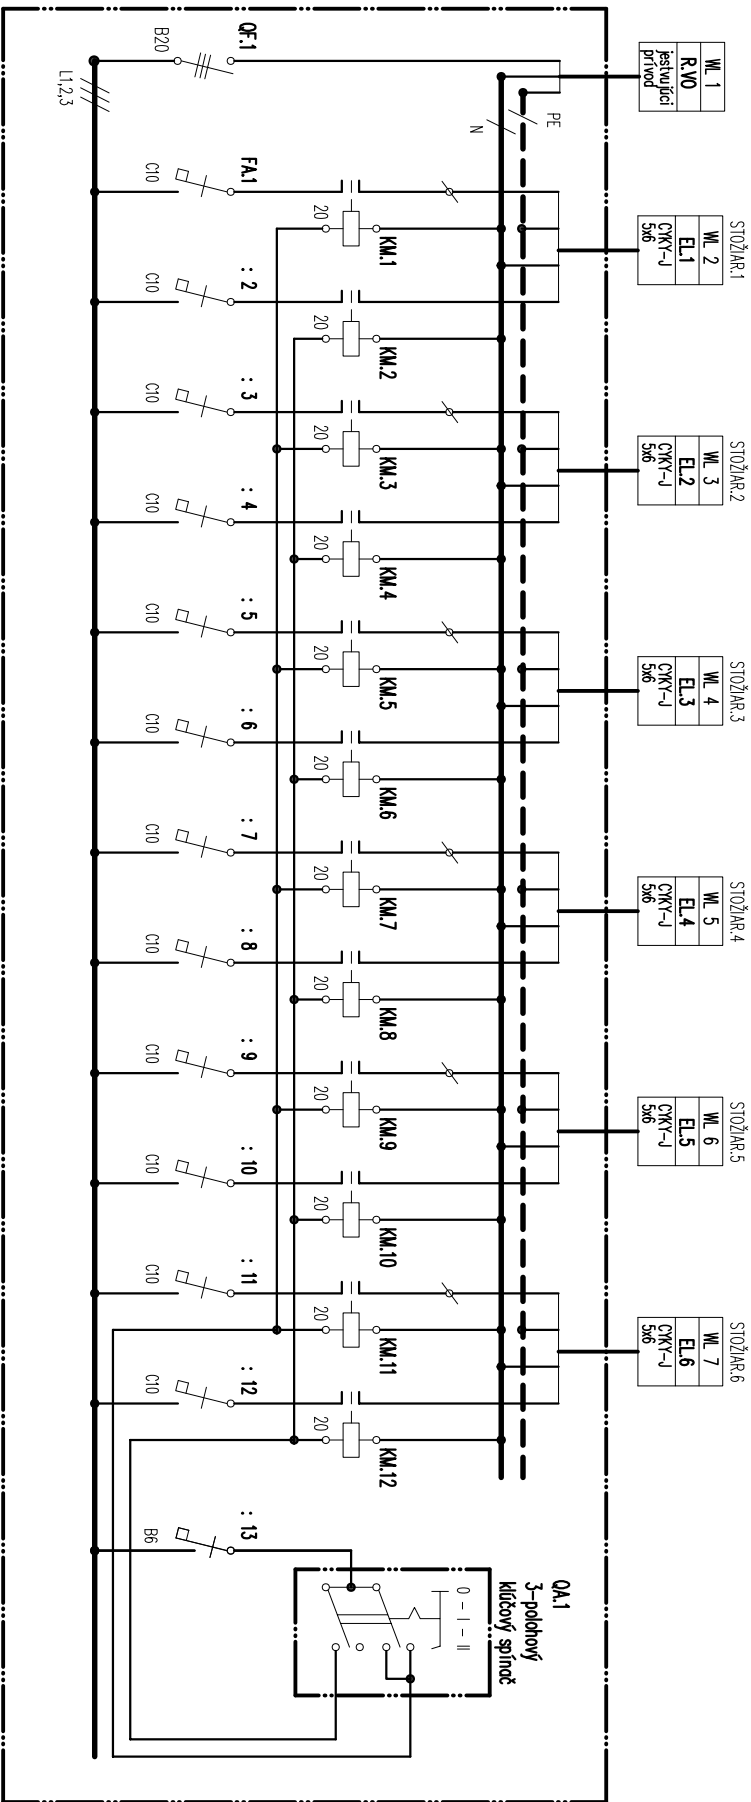 WL 1
R.VO
jestvujúci
prívod
STOŽIAR.1
WL 2
EL.1
CYKY-J
5x6
STOŽIAR.2
WL 3
EL.2
CYKY-J
5x6
STOŽIAR.3
WL 4
EL.3
CYKY-J
5x6
STOŽIAR.4
WL 5
EL.4
CYKY-J
5x6
STOŽIAR.5
WL 6
EL.5
CYKY-J
5x6
STOŽIAR.6
WL 7
EL.6
CYKY-J
5x6
PE
N
KM.1
20
KM.2
20
KM.3
20
KM.4
20
KM.5
20
KM.6
20
KM.7
20
KM.8
20
KM.9
20
KM.10
20
KM.11
20
KM.12
20
QA.1
3-polohový
kľúčový spínač
0 - I - II
QF.1
B20
FA.1
C10
: 2
C10
: 3
C10
: 4
C10
: 5
C10
: 6
C10
: 7
C10
: 8
C10
: 9
C10
: 10
C10
: 11
C10
: 12
C10
: 13
B6
L1,2,3